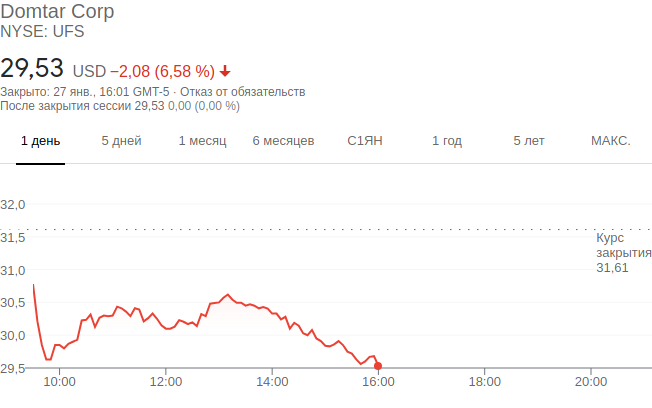 Domtar Corp
NYSE: UFS
29,53 USD −2,08 (6,58 %)
Закрыто: 27 янв., 16:01 GMT-5 · Отказ от обязательств
После закрытия сессии 29,53 0,00 (0,00 %)
1 день 5 дней 1 месяц 6 месяцев С1ЯН 1 год 5 лет МАКС.
32,0
31,5
Курс
закрытия
31,61
31,0
30,5
30,0
29,5
10:00 12:00 14:00 16:00 18:00 20:00